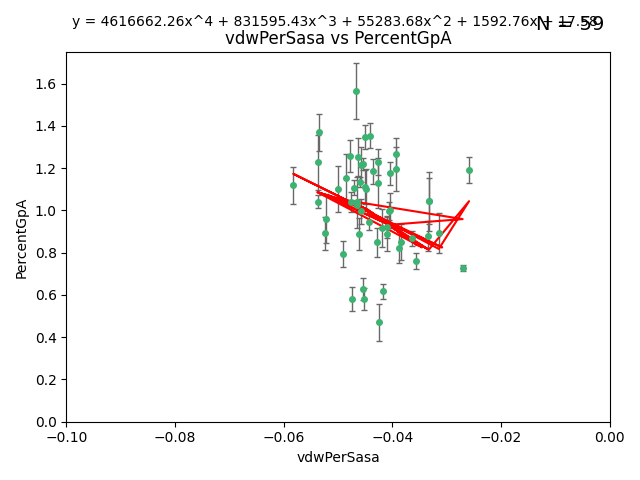 y = 4616662.26x^4 + 831595.43x^3 + 55283.68x^2 + 1592.76x + 17.58
N = 59
vdwPerSasa vs PercentGpA
PercentGpA
1.6
1.4
1.2
1.0
0.8
0.6
0.4
0.2
0.0
−0.10 −0.08 −0.06 −0.04 −0.02 0.00
vdwPerSasa